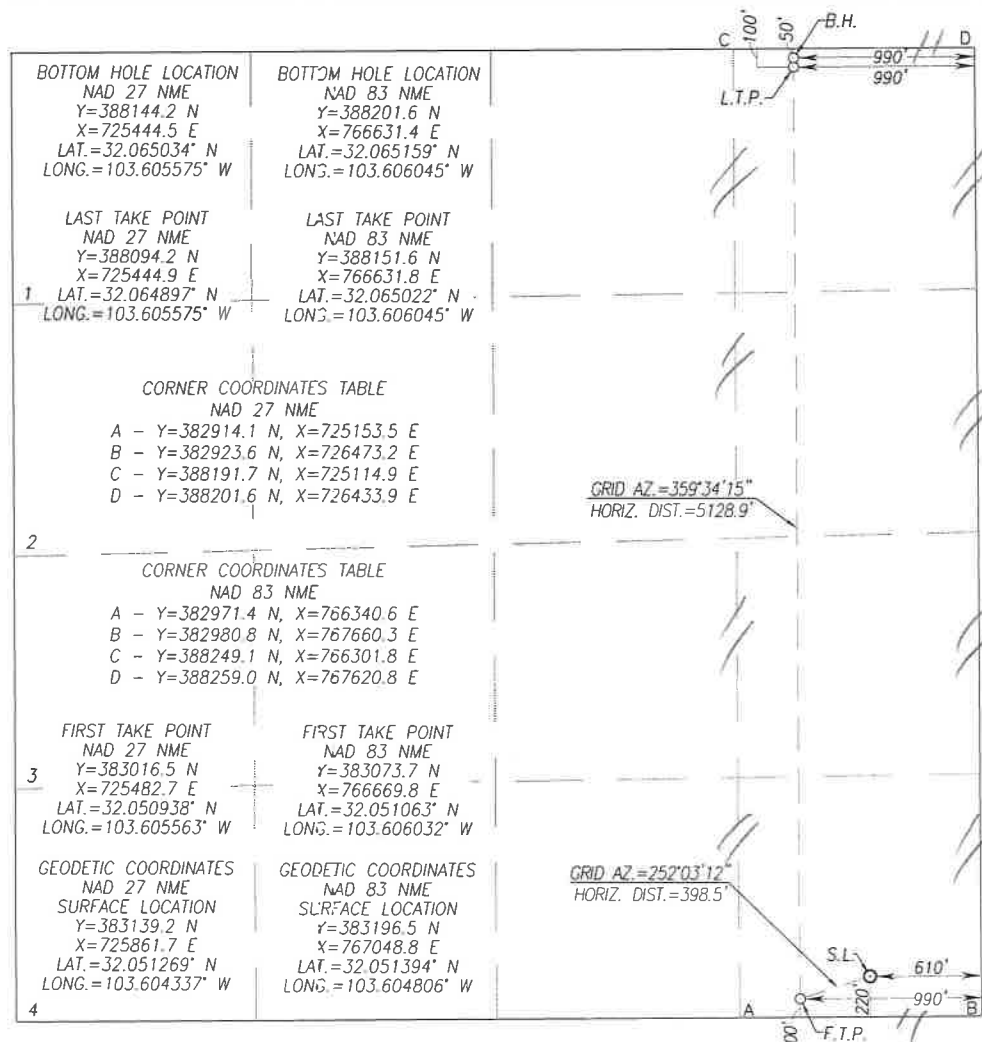 BOTTOM HOLE LOCATION
NAD 27 NME
Y=388144.2 N
X=725444.5 E
LAT.=32.065034° N
LONG.=103.605575° W
BOTTOM HOLE LOCATION
NAD 83 NME
Y=388201.6 N
X=766631.4 E
LAT.=32.065159° N
LONG.=103.606045° W
LAST TAKE POINT
NAD 27 NME
Y=388094.2 N
X=725444.9 E
LAT.=32.064897° N
LONG.=103.605575° W
LAST TAKE POINT
NAD 83 NME
Y=388151.6 N
X=766631.8 E
LAT.=32.065022° N
LONG.=103.606045° W
1
CORNER COORDINATES TABLE
NAD 27 NME
A - Y=382914.1 N, X=725153.5 E
B - Y=382923.6 N, X=726473.2 E
C - Y=388191.7 N, X=725114.9 E
D - Y=388201.6 N, X=726433.9 E
2
CORNER COORDINATES TABLE
NAD 83 NME
A - Y=382971.4 N, X=766340.6 E
B - Y=382980.8 N, X=767660.3 E
C - Y=388249.1 N, X=766301.8 E
D - Y=388259.0 N, X=767620.8 E
FIRST TAKE POINT
NAD 27 NME
Y=383016.5 N
X=725482.7 E
LAT.=32.050938° N
LONG.=103.605563° W
FIRST TAKE POINT
NAD 83 NME
Y=383073.7 N
X=766669.8 E
LAT.=32.051063° N
LONG.=103.606032° W
3
GEODETIC COORDINATES
NAD 27 NME
SURFACE LOCATION
Y=383139.2 N
X=725861.7 E
LAT.=32.051269° N
LONG.=103.604337° W
GEODETIC COORDINATES
NAD 83 NME
SURFACE LOCATION
Y=383196.5 N
X=767048.8 E
LAT.=32.051394° N
LONG.=103.604806° W
4
C
100'
50'
B.H.
D
990'
990'
L.T.P.
GRID AZ.=359°34'15"
HORIZ. DIST.=5128.9'
GRID AZ.=252°03'12"
HORIZ. DIST.=398.5'
S.L.
610'
220'
990'
A
B
F.T.P.